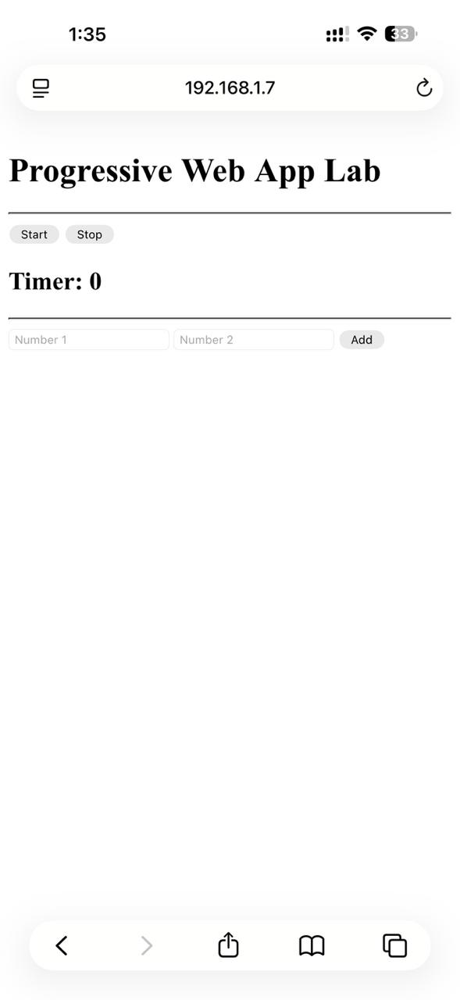 1:35
33
192.168.1.7
Progressive Web App Lab
Start Stop
Timer: 0
Number 1 Number 2 Add